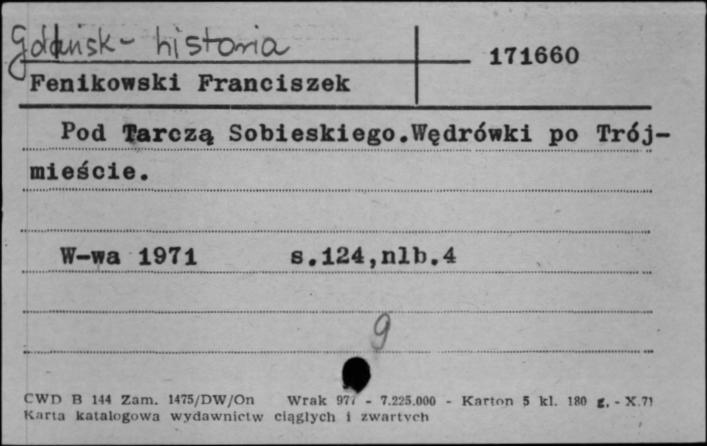 Gdańsk - historia
171660
Fenikowski Franciszek
Pod Tarczą Sobieskiego.Wędrówki po Trój-
mieście.
W-wa 1971 s.124,nlb.4
9
CWD B 144 Zam. 1475/DW/On Wrak 977 - 7.225.000 - Karton 5 kl. 180 g. - X.71
Karta katalogowa wydawnictw ciągłych i zwartych